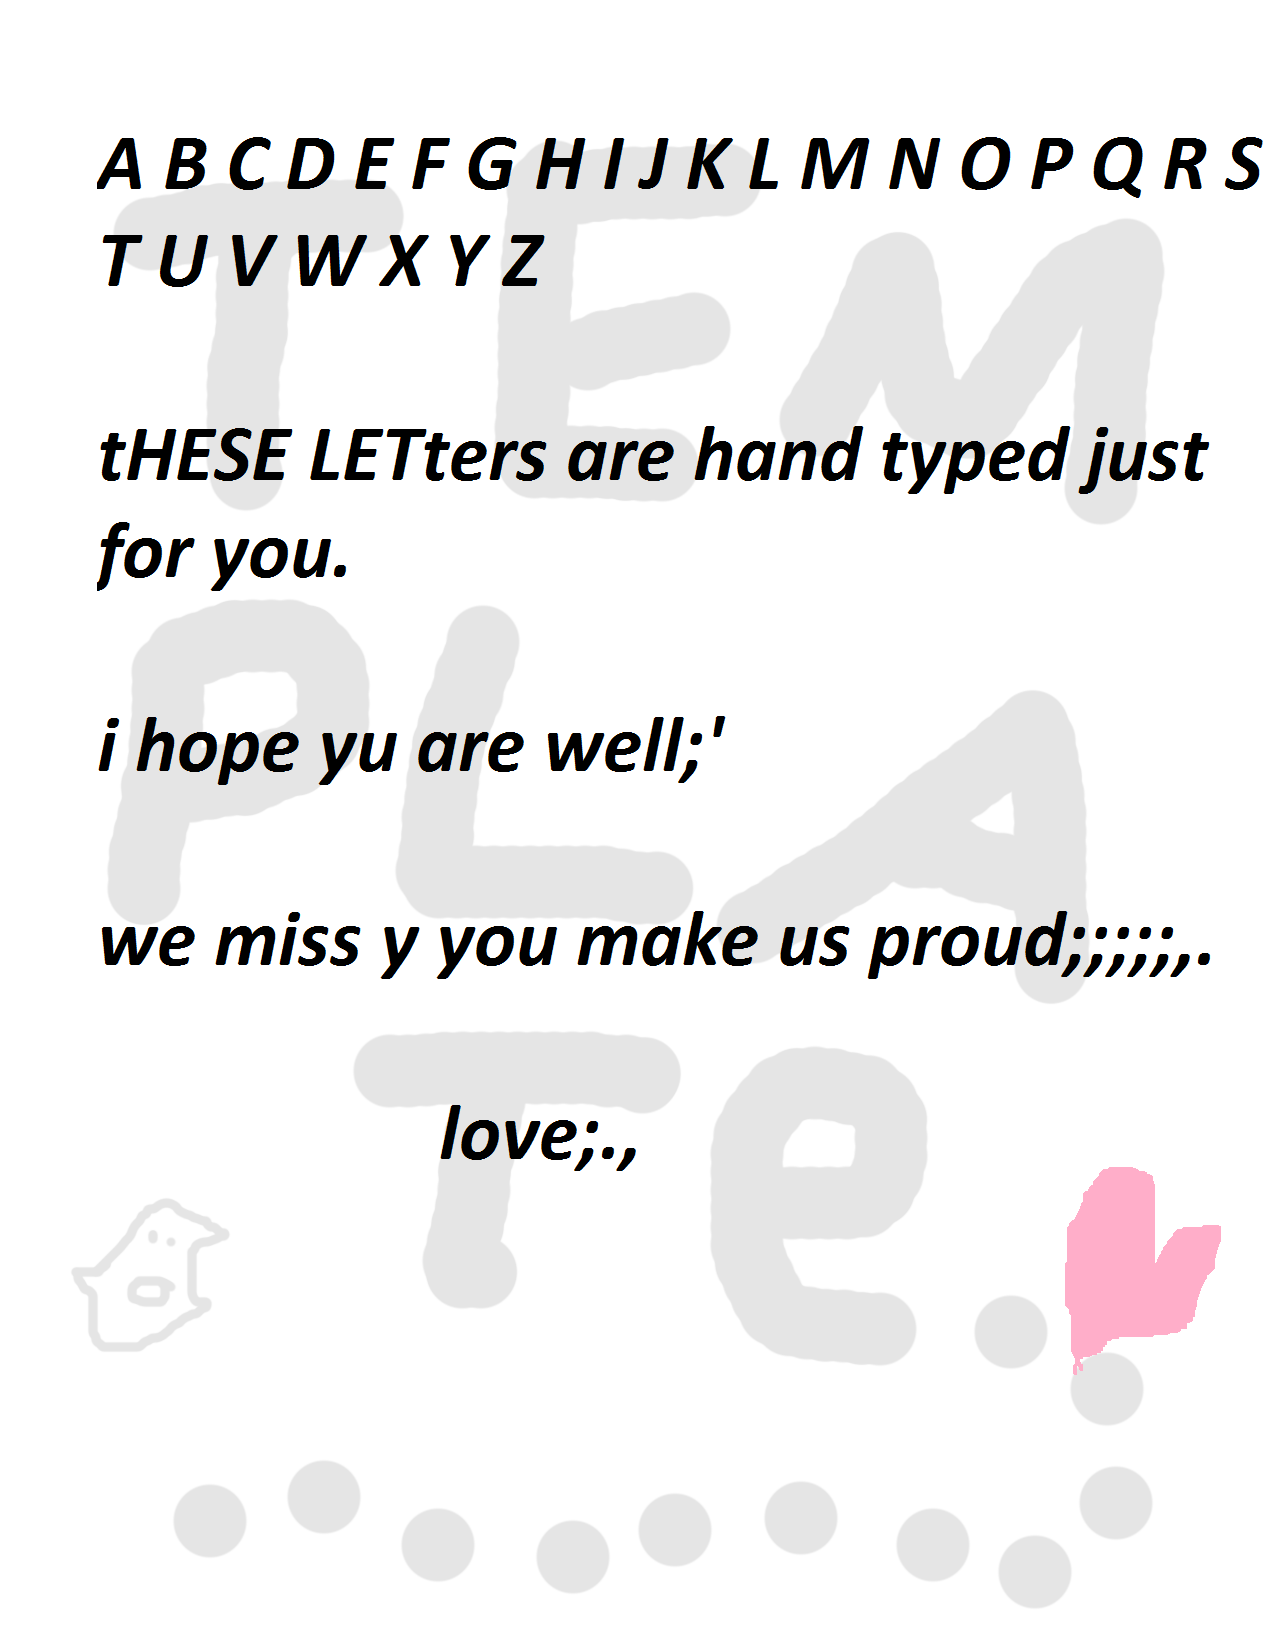 A B C D E F G H I J K L M N O P Q R S
T U V W X Y Z
tHESE LETters are hand typed just
for you.
i hope yu are well;'
we miss y you make us proud;;;;;,.
love;.,
TEM
PLA
Te